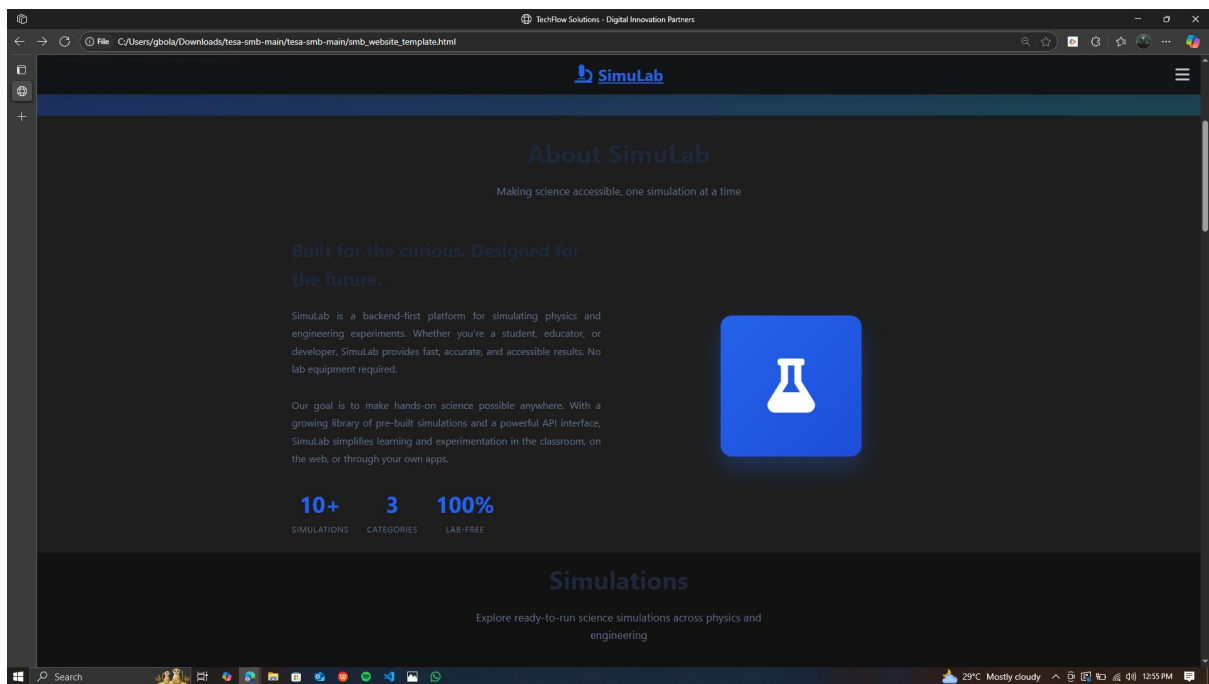 TechFlow Solutions - Digital Innovation Partners
File C:/Users/gbola/Downloads/tesa-smb-main/tesa-smb-main/smb_website_template.html
SimuLab
About SimuLab
Making science accessible, one simulation at a time
Built for the curious. Designed for
the future.
SimuLab is a backend-first platform for simulating physics and
engineering experiments. Whether you're a student, educator, or
developer, SimuLab provides fast, accurate, and accessible results. No
lab equipment required.
Our goal is to make hands-on science possible anywhere. With a
growing library of pre-built simulations and a powerful API interface,
SimuLab simplifies learning and experimentation in the classroom, on
the web, or through your own apps.
10+ 3 100%
SIMULATIONS CATEGORIES LAB-FREE
Simulations
Explore ready-to-run science simulations across physics and
engineering
Search 29°C Mostly cloudy 12:55 PM